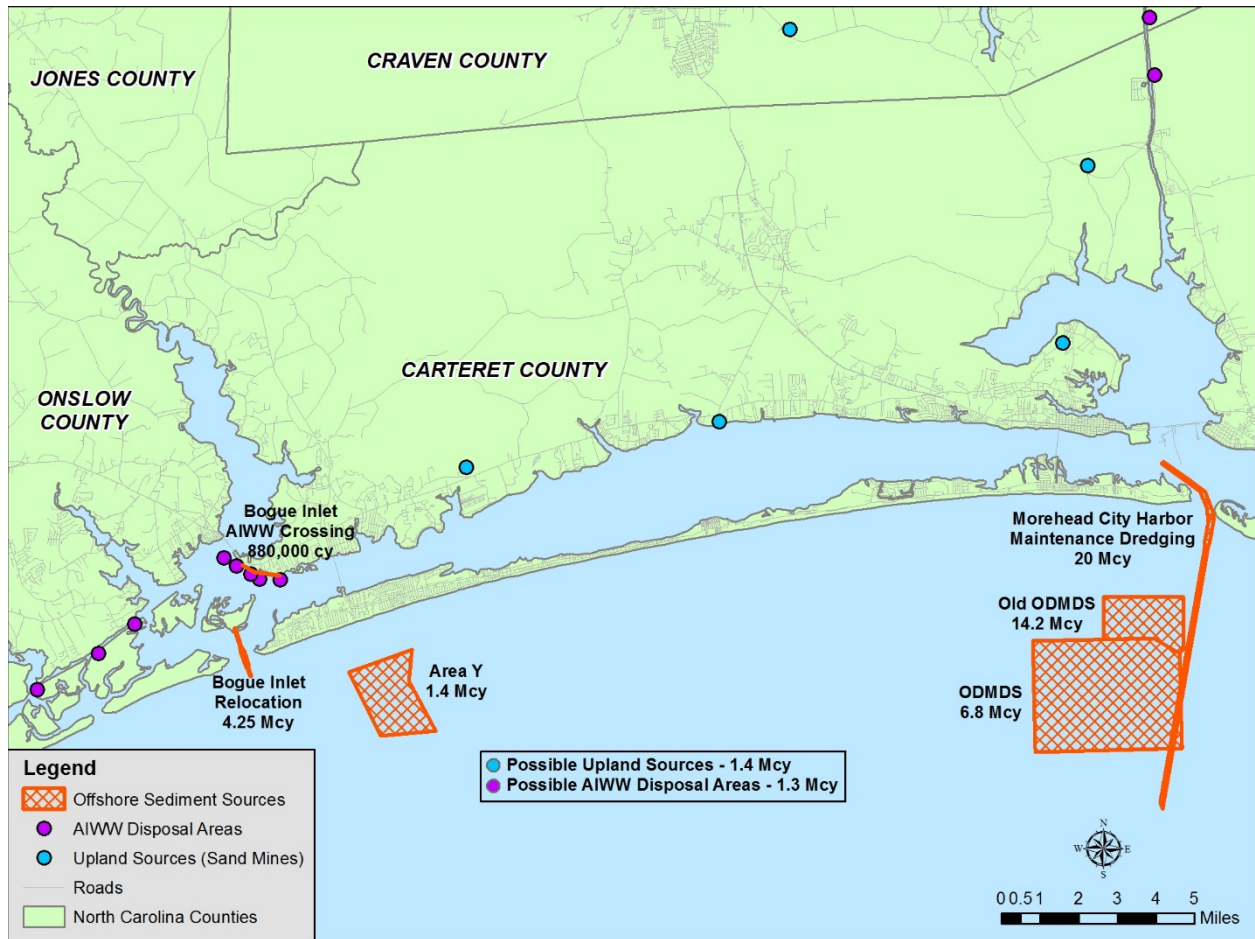 JONES COUNTY
CRAVEN COUNTY
CARTERET COUNTY
ONSLOW
COUNTY
Bogue Inlet
AIWW Crossing
880,000 cy
Morehead City Harbor
Maintenance Dredging
20 Mcy
Old ODMDS
14.2 Mcy
ODMDS
6.8 Mcy
Area Y
1.4 Mcy
Bogue Inlet
Relocation
4.25 Mcy
Possible Upland Sources - 1.4 Mcy
Possible AIWW Disposal Areas - 1.3 Mcy
Legend
Offshore Sediment Sources
AIWW Disposal Areas
Upland Sources (Sand Mines)
Roads
North Carolina Counties
N
W E
S
0 0.5 1 2 3 4 5
Miles